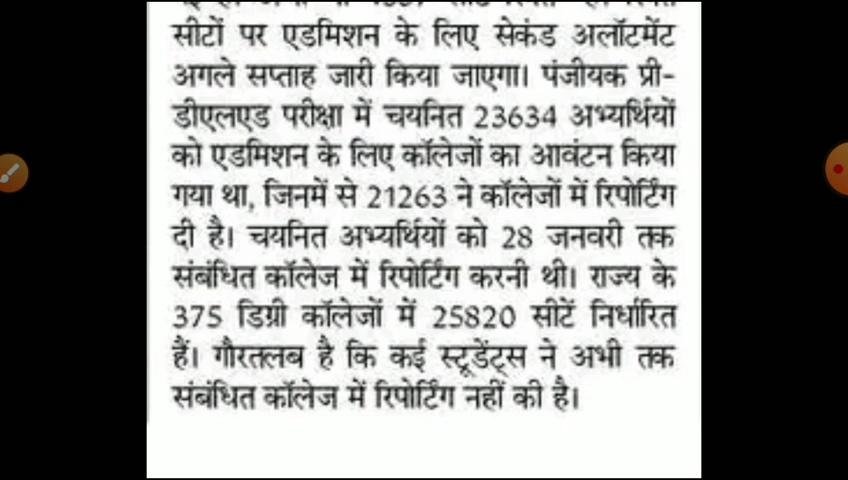 सीटों पर एडमिशन के लिए सेकंड अलॉटमेंट
अगले सप्ताह जारी किया जाएगा। पंजीयक प्री-
डीएलएड परीक्षा में चयनित 23634 अभ्यर्थियों
को एडमिशन के लिए कॉलेजों का आवंटन किया
गया था, जिनमें से 21263 ने कॉलेजों में रिपोर्टिंग
दी है। चयनित अभ्यर्थियों को 28 जनवरी तक
संबंधित कॉलेज में रिपोर्टिंग करनी थी। राज्य के
375 डिग्री कॉलेजों में 25820 सीटें निर्धारित
हैं। गौरतलब है कि कई स्टूडेंट्स ने अभी तक
संबंधित कॉलेज में रिपोर्टिंग नहीं की है।